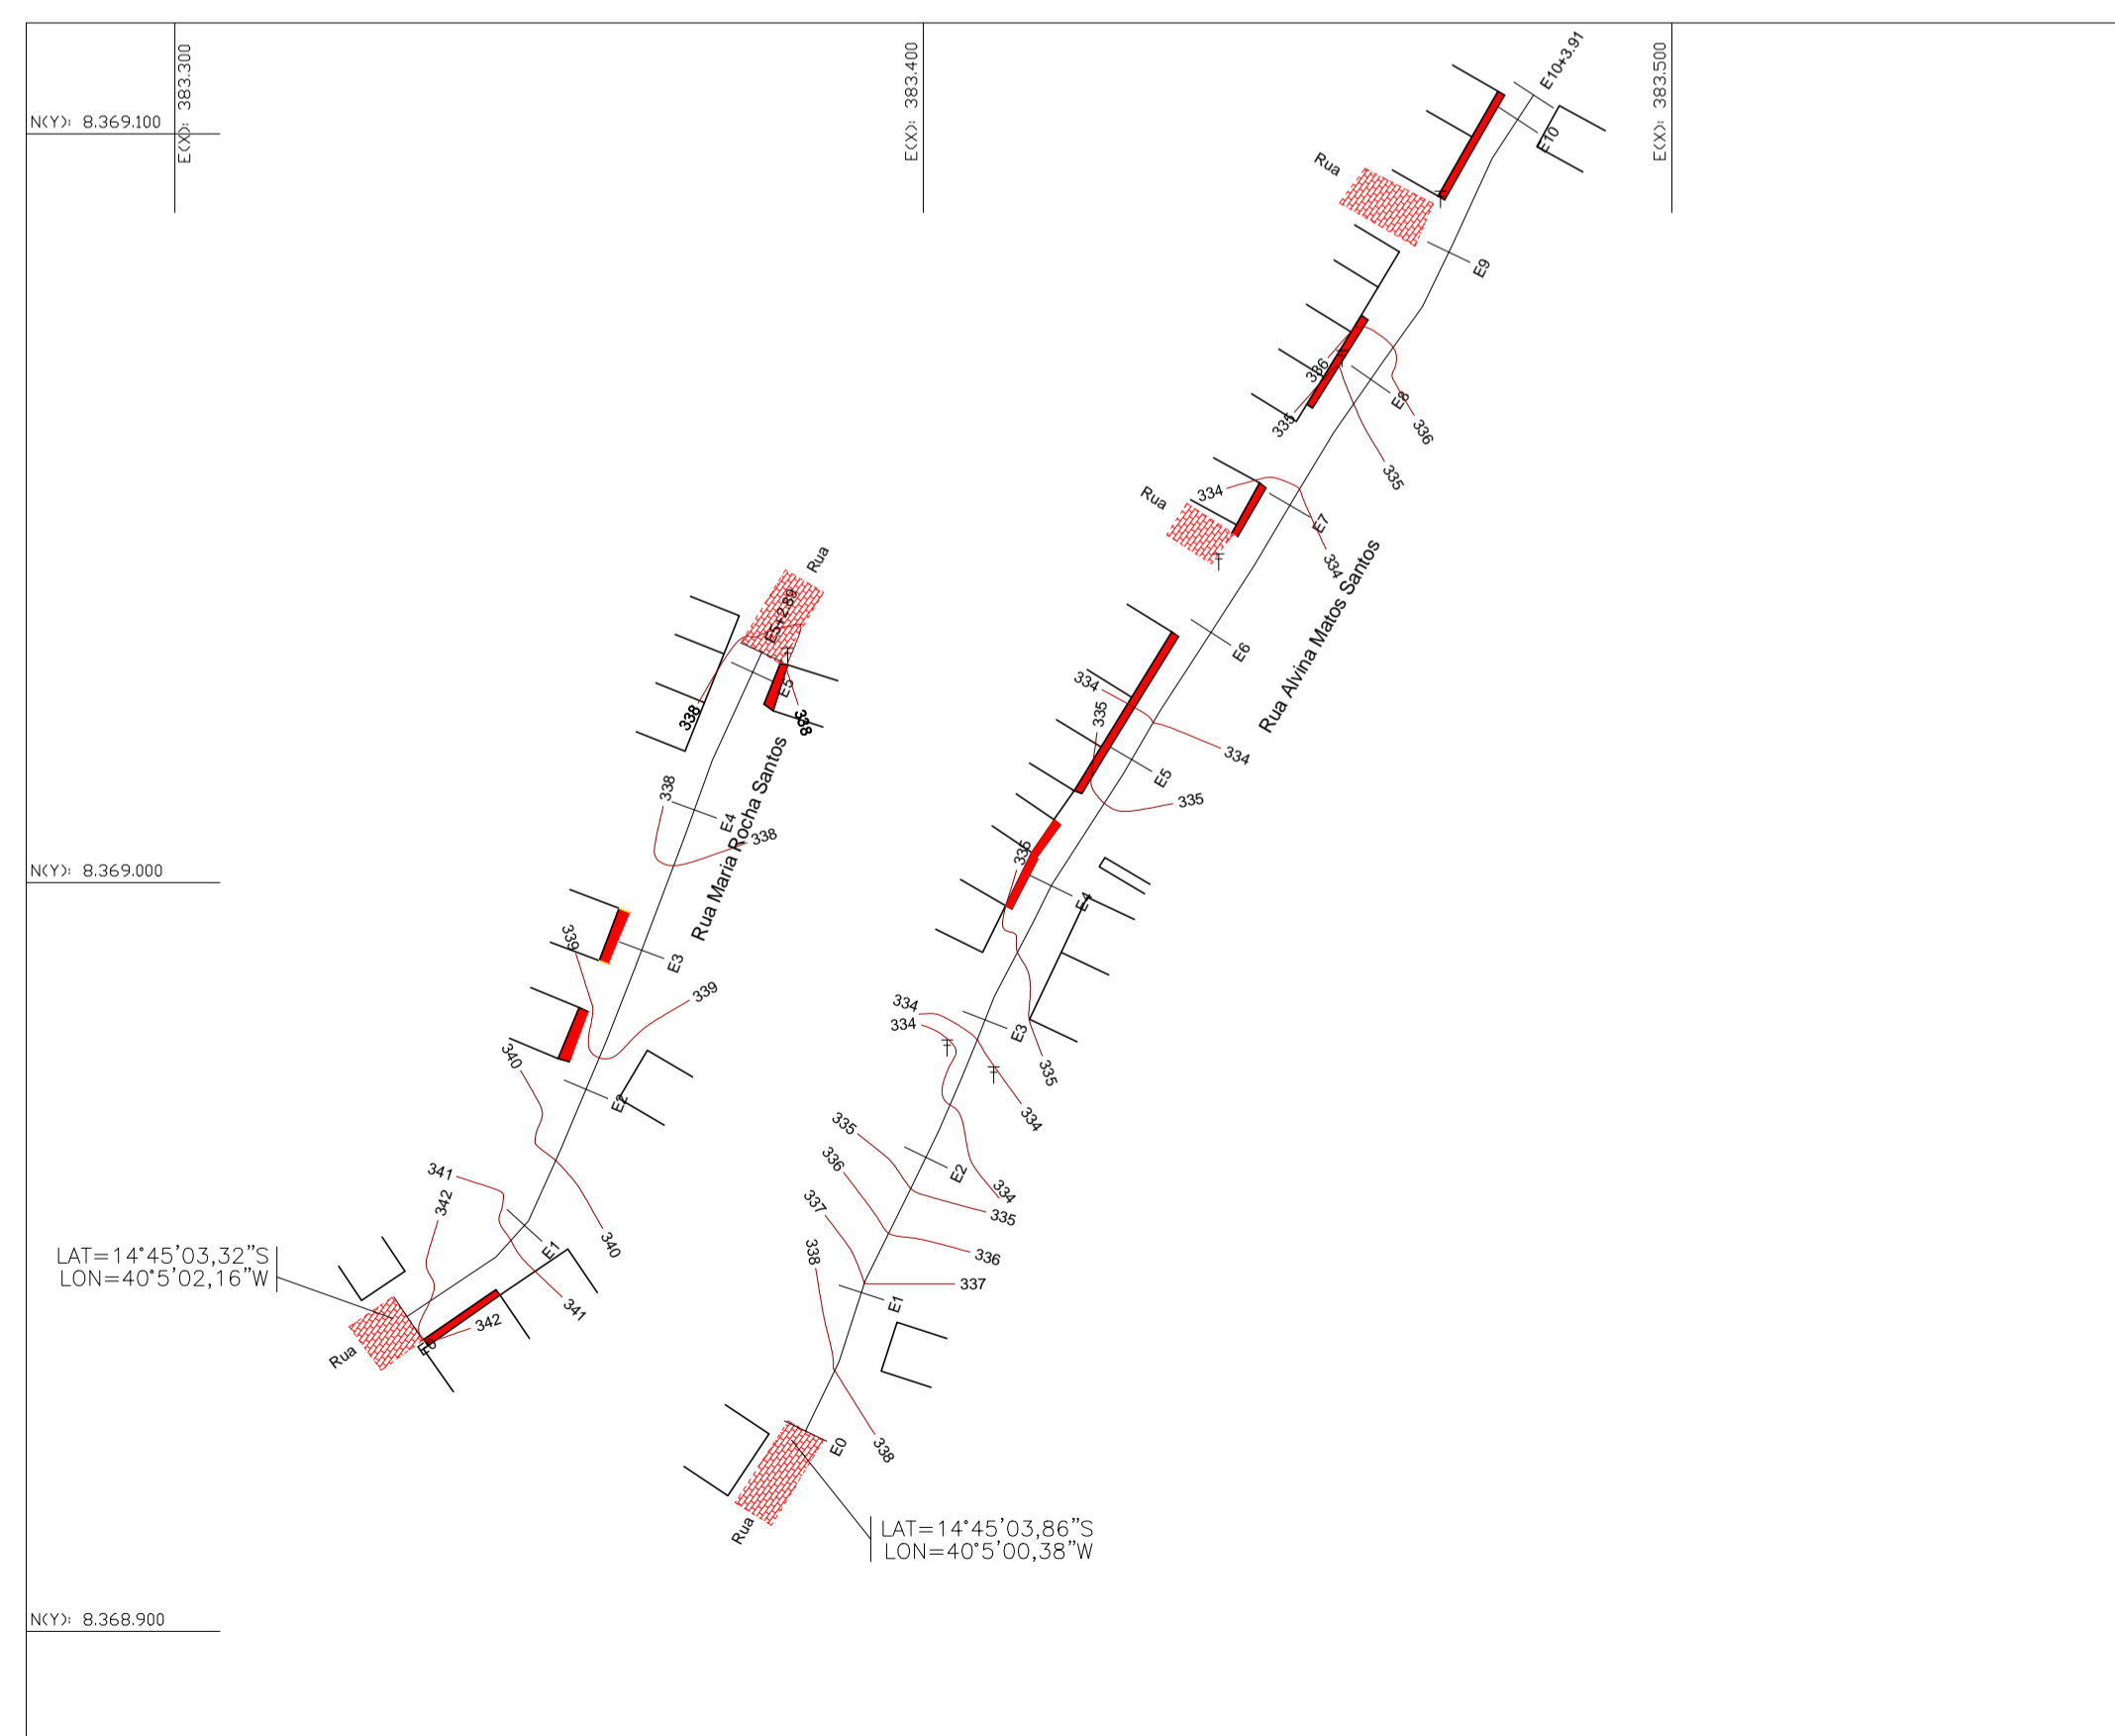 E(X): 383.300
E(X): 383.400
E(X): 383.500
N(Y): 8.369.100
N(Y): 8.369.000
N(Y): 8.368.900
E10+3.91
E10
Rua
E9
336
335
E8
336
335
334
Rua
E7
334
Rua Alvina Matos Santos
E6
334
335
334
E5
335
335
E4
334
334
E3
335
334
335
336
337
338
E2
334
335
336
337
E1
338
E0
Rua
LAT=14°45'03,86"S
LON=40°5'00,38"W
Rua
E5+2.89
E5
338
338
Rua Maria Rocha Santos
338
E4
338
339
E3
339
340
E2
341
342
340
E1
341
342
E0
Rua
LAT=14°45'03,32"S
LON=40°5'02,16"W